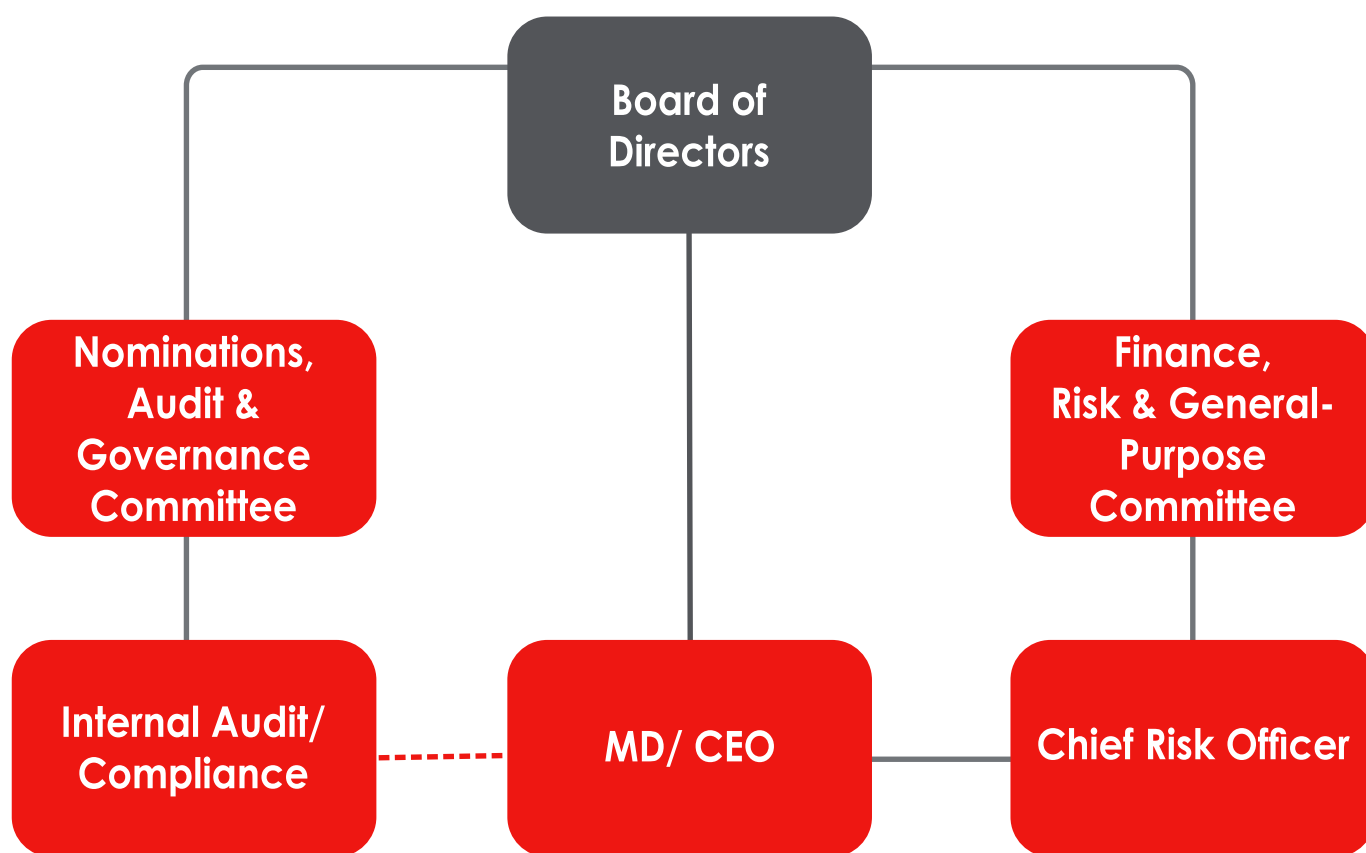 Board of
Directors
Nominations,
Audit &
Governance
Committee
Finance,
Risk & General-
Purpose
Committee
Internal Audit/
Compliance
MD/ CEO
Chief Risk Officer